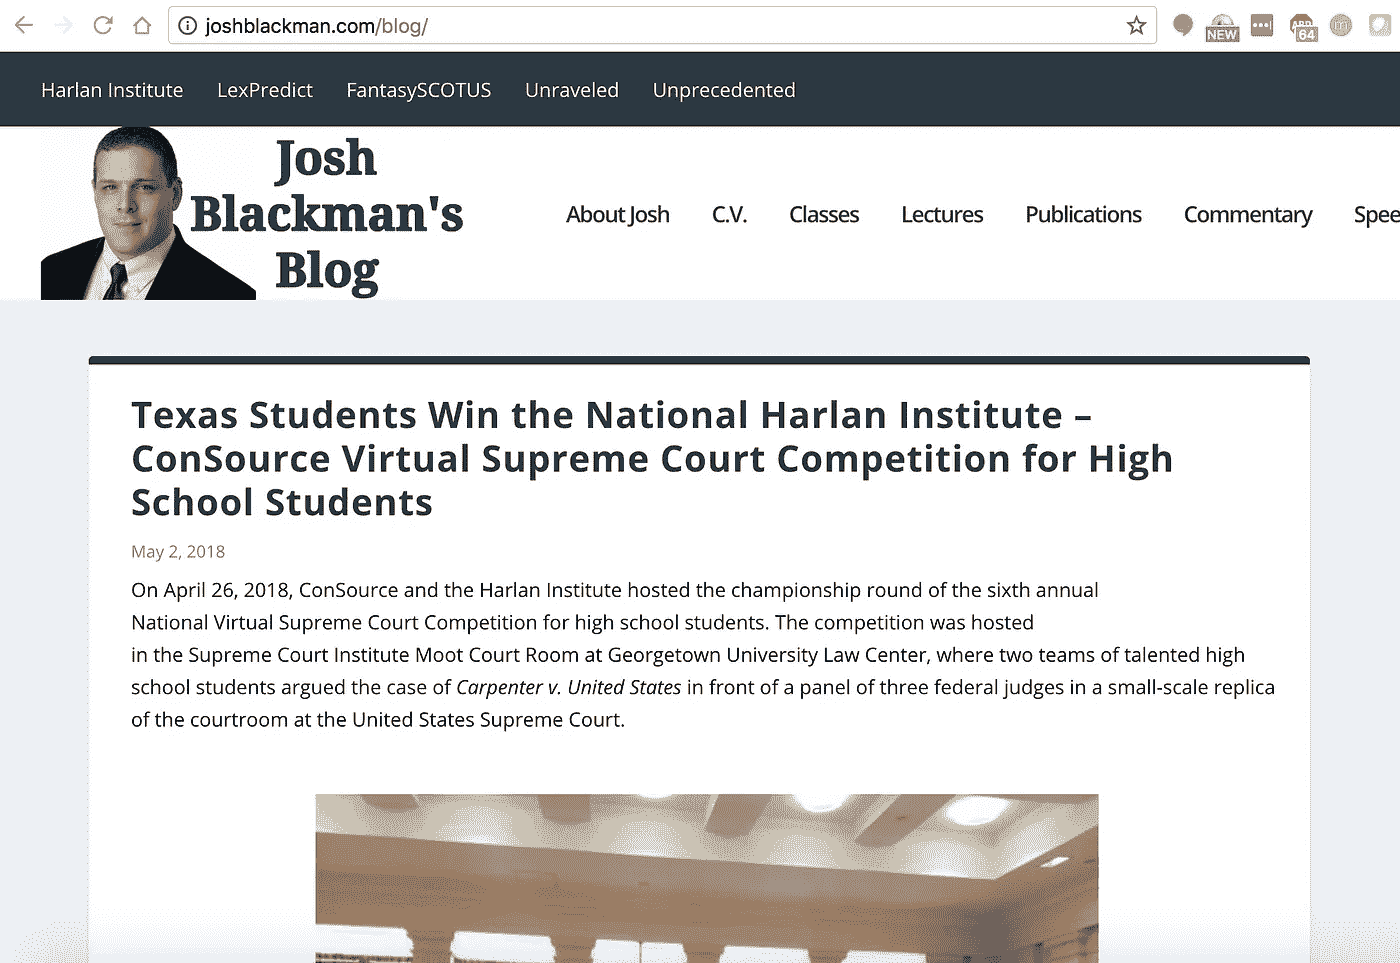 joshblackman.com/blog/
NEW
64
Harlan Institute LexPredict FantasySCOTUS Unraveled Unprecedented
Josh
Blackman's
Blog
About Josh C.V. Classes Lectures Publications Commentary Spee
Texas Students Win the National Harlan Institute –
ConSource Virtual Supreme Court Competition for High
School Students
May 2, 2018
On April 26, 2018, ConSource and the Harlan Institute hosted the championship round of the sixth annual
National Virtual Supreme Court Competition for high school students. The competition was hosted
in the Supreme Court Institute Moot Court Room at Georgetown University Law Center, where two teams of talented high
school students argued the case of Carpenter v. United States in front of a panel of three federal judges in a small-scale replica
of the courtroom at the United States Supreme Court.